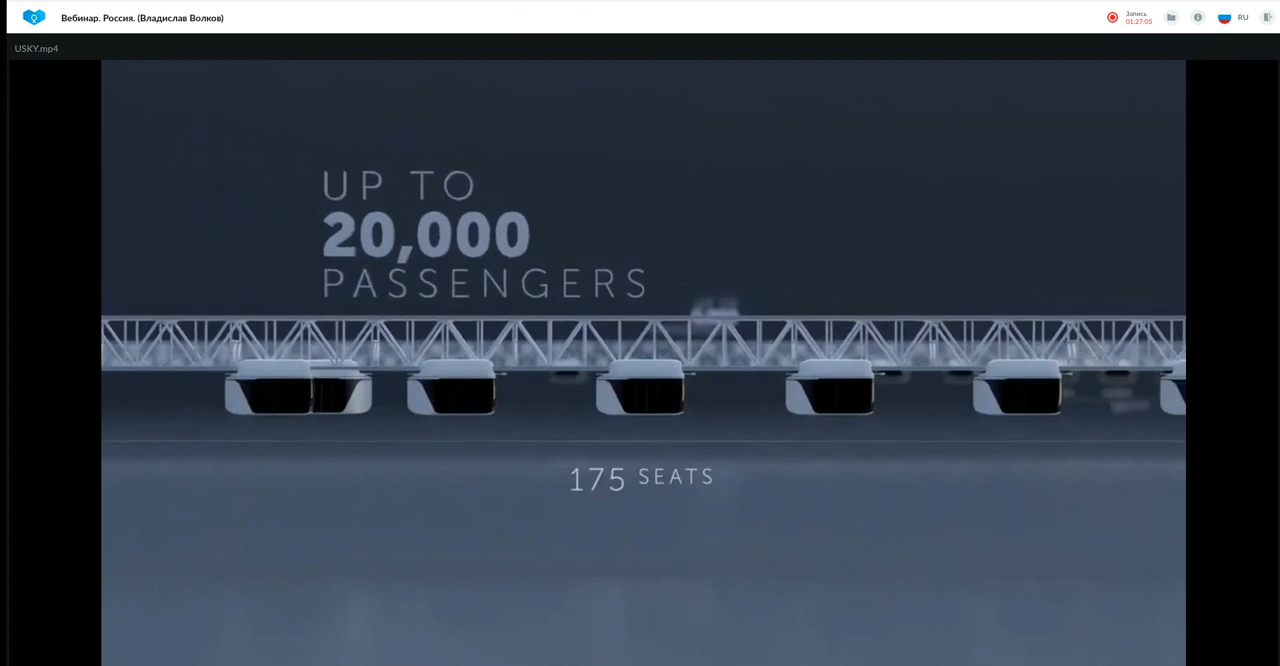 Вебинар. Россия. (Владислав Волков)
Запись
01:27:05
RU
USKY.mp4
UP TO
20,000
PASSENGERS
175 SEATS